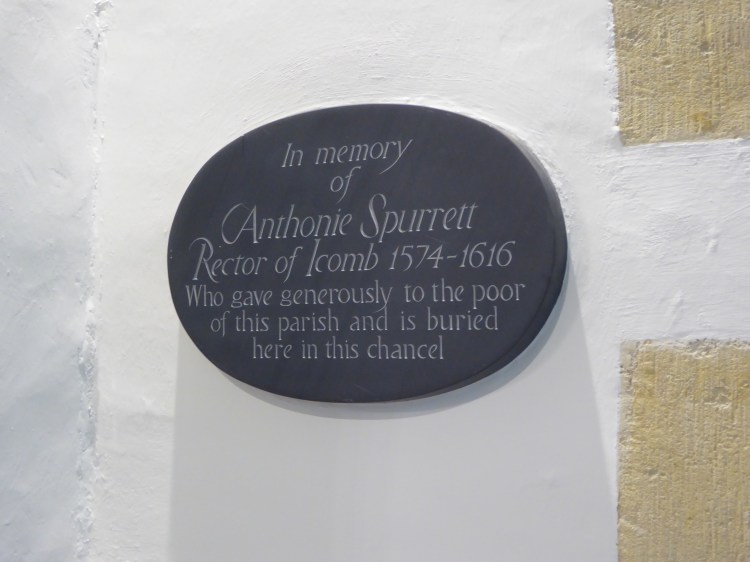 In memory
of
Anthonie Spurrett
Rector of Icomb 1574-1616
Who gave generously to the poor
of this parish and is buried
here in this chancel